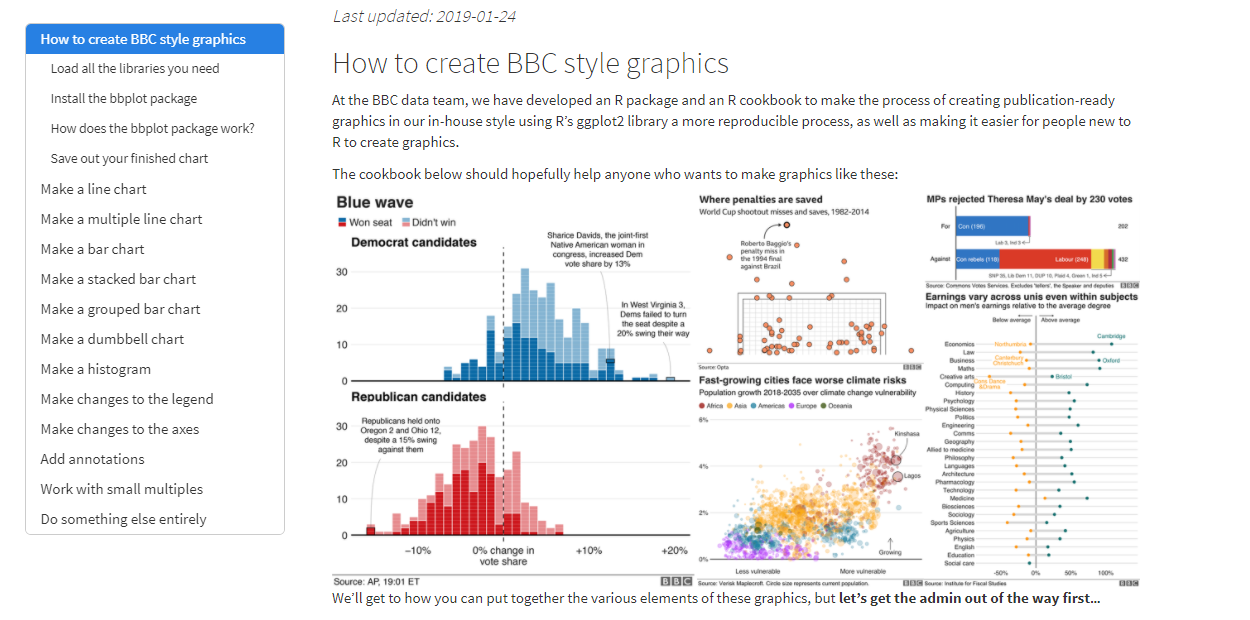 Last updated: 2019-01-24
How to create BBC style graphics
Load all the libraries you need
Install the bbplot package
How does the bbplot package work?
Save out your finished chart
Make a line chart
Make a multiple line chart
Make a bar chart
Make a stacked bar chart
Make a grouped bar chart
Make a dumbbell chart
Make a histogram
Make changes to the legend
Make changes to the axes
Add annotations
Work with small multiples
Do something else entirely
How to create BBC style graphics
At the BBC data team, we have developed an R package and an R cookbook to make the process of creating publication-ready
graphics in our in-house style using R's ggplot2 library a more reproducible process, as well as making it easier for people new to
R to create graphics.
The cookbook below should hopefully help anyone who wants to make graphics like these:
Blue wave
Won seat Didn't win
Democrat candidates
Sharice Davids, the joint-first
Native American woman in
congress, increased Dem
vote share by 13%
In West Virginia 3,
Dems failed to turn
the seat despite a
20% swing their way
30
20
10
0
Republican candidates
Republicans held onto
Oregon 2 and Ohio 12,
despite a 15% swing
against them
30
20
10
0
−10% 0% change in +10% +20%
vote share
Source: AP, 19:01 ET BBC
Where penalties are saved
World Cup shootout misses and saves, 1982-2014
Roberto Baggio's
penalty miss in
the 1994 final
against Brazil
Source: Opta BBC
Fast-growing cities face worse climate risks
Population growth 2018-2035 over climate change vulnerability
Africa Asia Americas Europe Oceania
6%
4%
2%
0%
Kinshasa
Lagos
Growing
Less vulnerable More vulnerable
Source: Verisk Maplecroft. Circle size represents current population. BBC
MPs rejected Theresa May's deal by 230 votes
For Con (196) 202
Lab 3, Ind 3
Against Con rebels (118) Labour (248) 432
SNP 35, Lib Dem 11, DUP 10, Plaid 4, Green 1, Ind 5
Source: Commons Votes Services. Excludes 'tellers', the Speaker and deputies BBC
Earnings vary across unis even within subjects
Impact on men's earnings relative to the average degree
Below average Above average
Cambridge
Economics Northumbria
Law
Business Canterbury Oxford
Christchurch
Maths
Creative arts Bristol
Computing
& Drama
History
Psychology
Physical Sciences
Politics
Engineering
Comms
Geography
Allied to medicine
Philosophy
Languages
Architecture
Pharmacology
Technology
Medicine
Biosciences
Sociology
Sports Sciences
Agriculture
Physics
English
Education
Social care
-50% 0% 50% 100%
Source: Institute for Fiscal Studies BBC
We'll get to how you can put together the various elements of these graphics, but let's get the admin out of the way first...